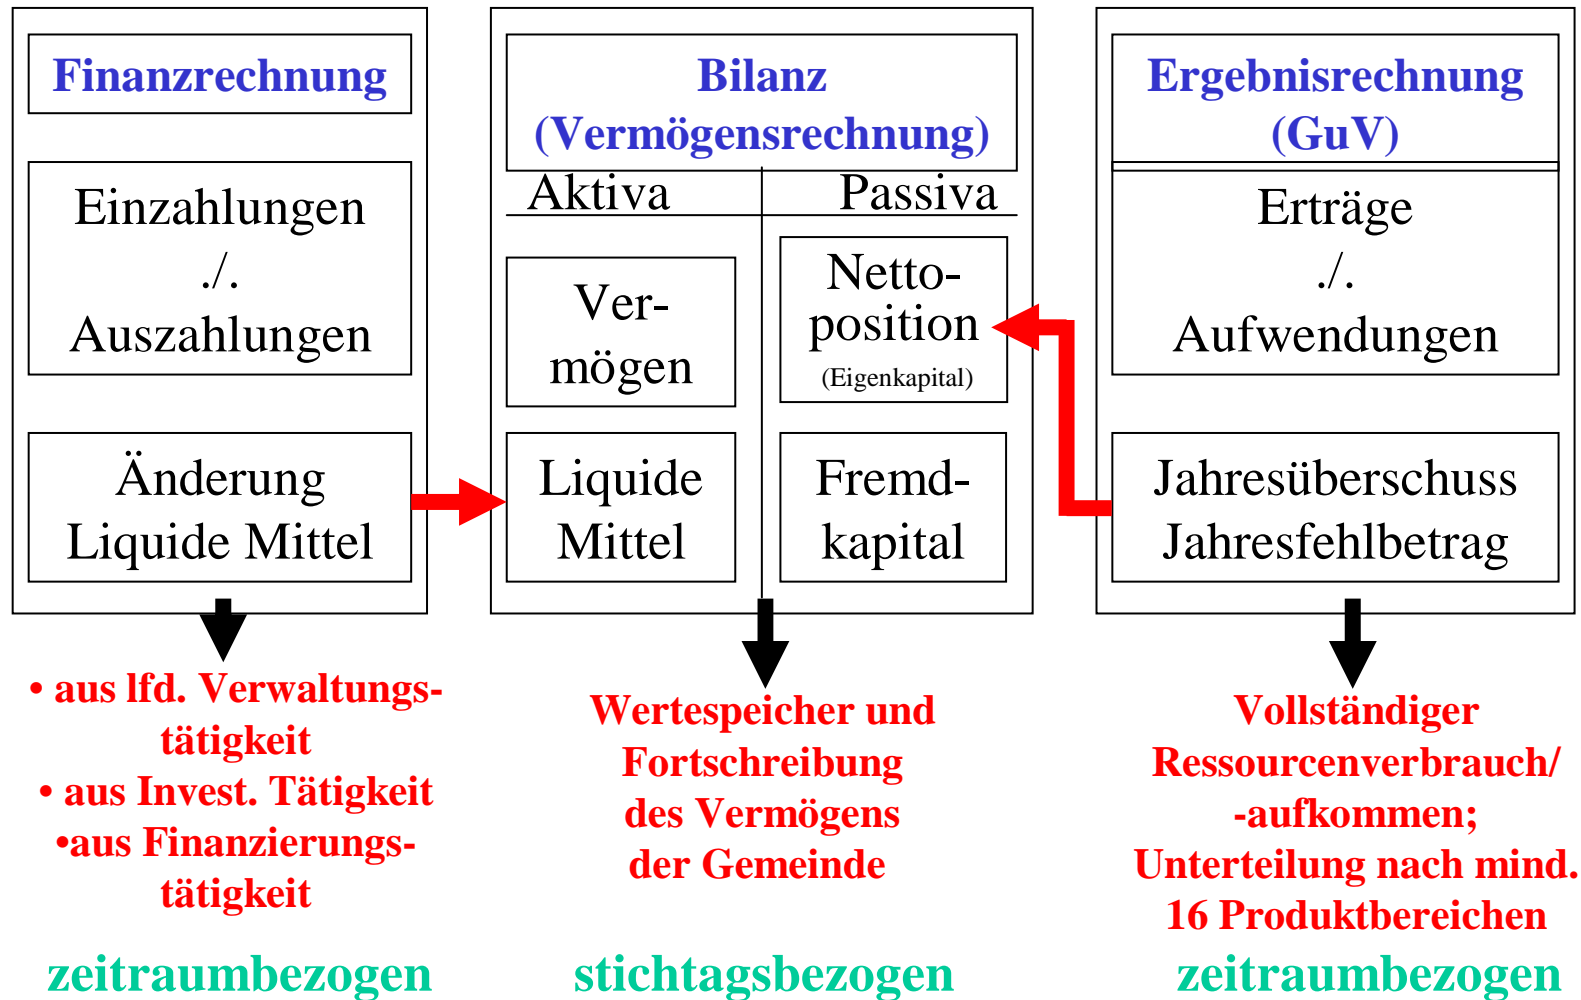 Finanzrechnung
Einzahlungen
./.
Auszahlungen
Änderung
Liquide Mittel
• aus lfd. Verwaltungs-
tätigkeit
• aus Invest. Tätigkeit
•aus Finanzierungs-
tätigkeit
zeitraumbezogen
Bilanz
(Vermögensrechnung)
Aktiva
Passiva
Ver-
mögen
Netto-
position
(Eigenkapital)
Liquide
Mittel
Fremd-
kapital
Wertespeicher und
Fortschreibung
des Vermögens
der Gemeinde
stichtagsbezogen
Ergebnisrechnung
(GuV)
Erträge
./.
Aufwendungen
Jahresüberschuss
Jahresfehlbetrag
Vollständiger
Ressourcenverbrauch/
-aufkommen;
Unterteilung nach mind.
16 Produktbereichen
zeitraumbezogen